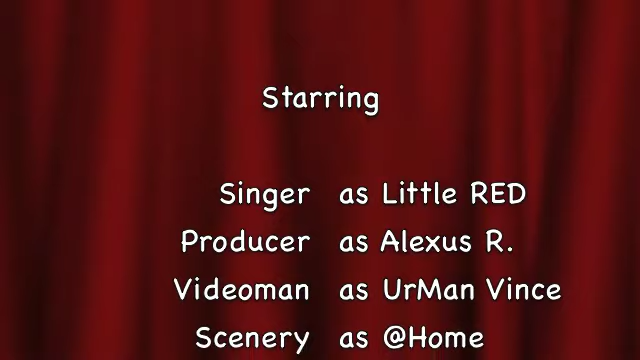 Starring
Singer as Little RED
Producer as Alexus R.
Videoman as UrMan Vince
Scenery as @Home